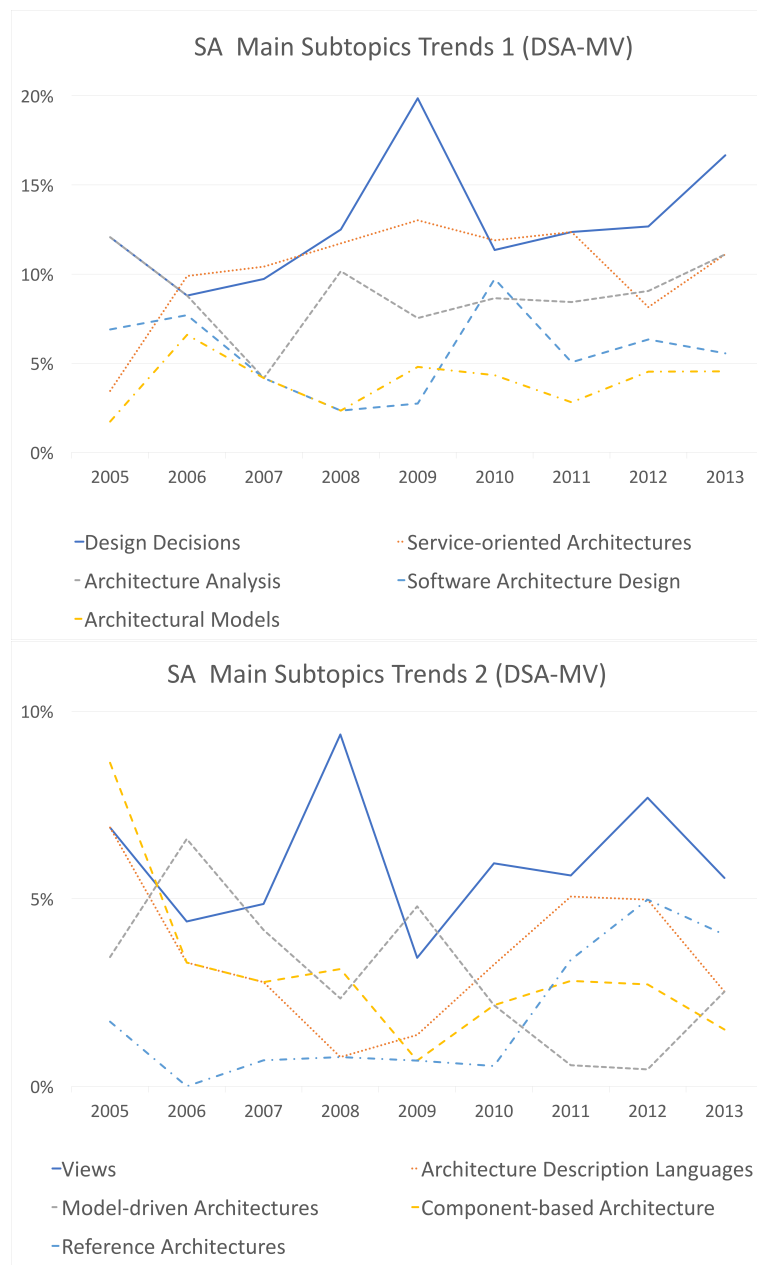 SA Main Subtopics Trends 1 (DSA-MV)
20%
15%
10%
5%
0%
2005 2006 2007 2008 2009 2010 2011 2012 2013
Design Decisions Service-oriented Architectures
Architecture Analysis Software Architecture Design
Architectural Models
SA Main Subtopics Trends 2 (DSA-MV)
10%
5%
0%
2005 2006 2007 2008 2009 2010 2011 2012 2013
Views Architecture Description Languages
Model-driven Architectures Component-based Architecture
Reference Architectures